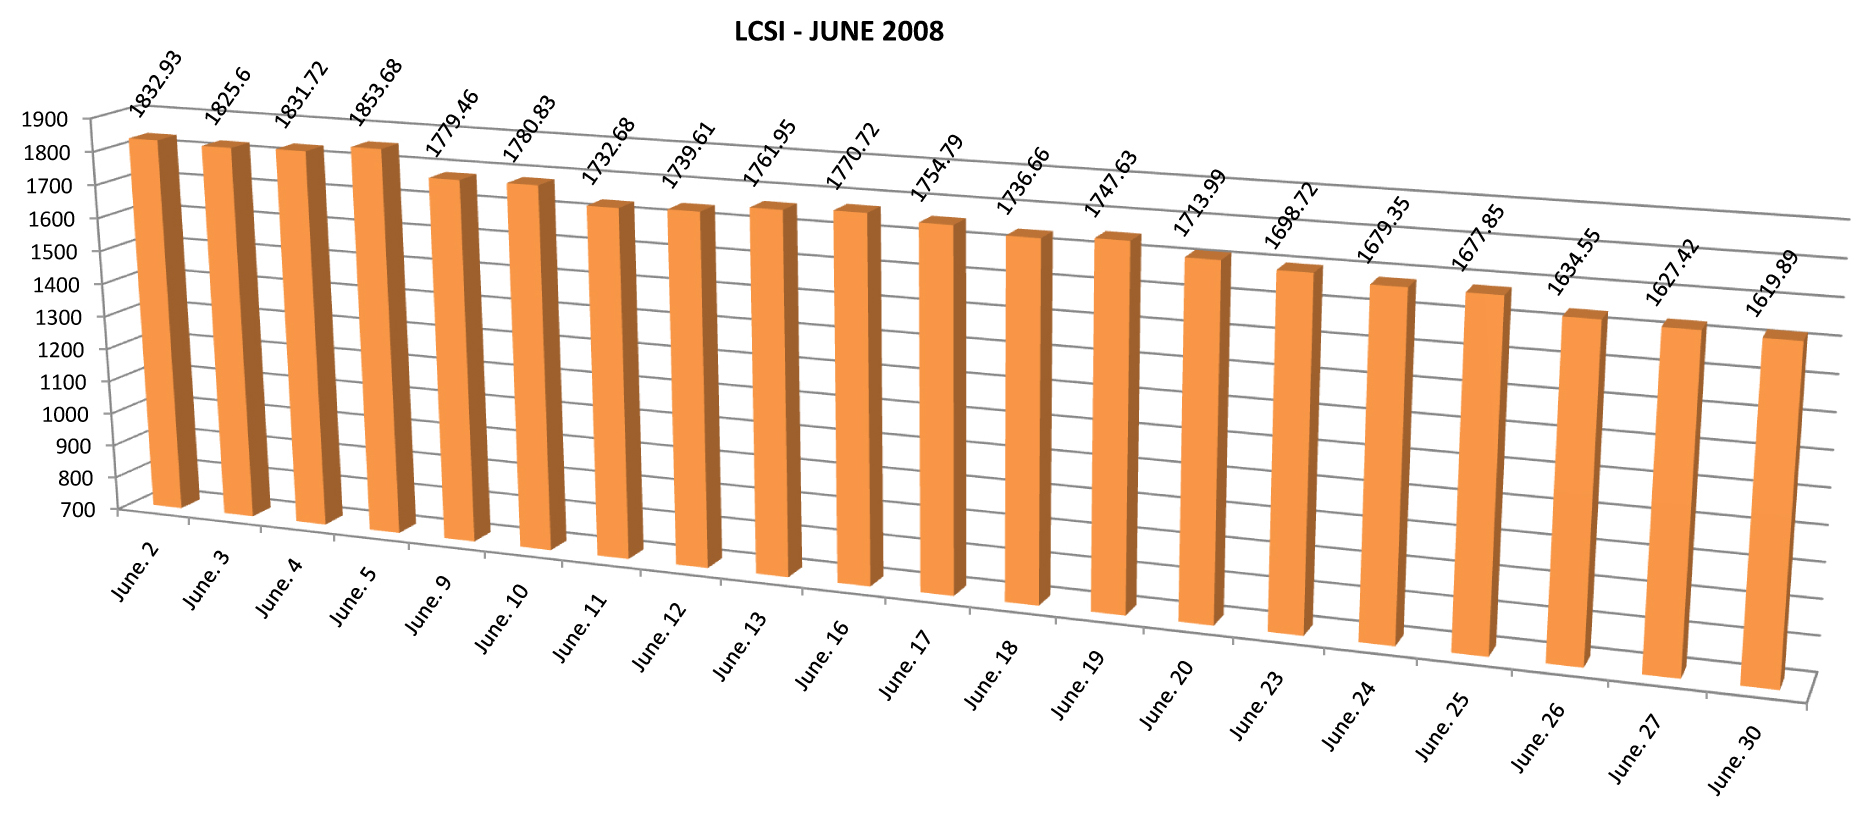 LCSI - JUNE 2008
1832.93
1825.6
1831.72
1853.68
1779.46
1780.83
1732.68
1739.61
1761.95
1770.72
1754.79
1736.66
1747.63
1713.99
1698.72
1679.35
1677.85
1634.55
1627.42
1619.89
1900
1800
1700
1600
1500
1400
1300
1200
1100
1000
900
800
700
June. 2
June. 3
June. 4
June. 5
June. 9
June. 10
June. 11
June. 12
June. 13
June. 16
June. 17
June. 18
June. 19
June. 20
June. 23
June. 24
June. 25
June. 26
June. 27
June. 30